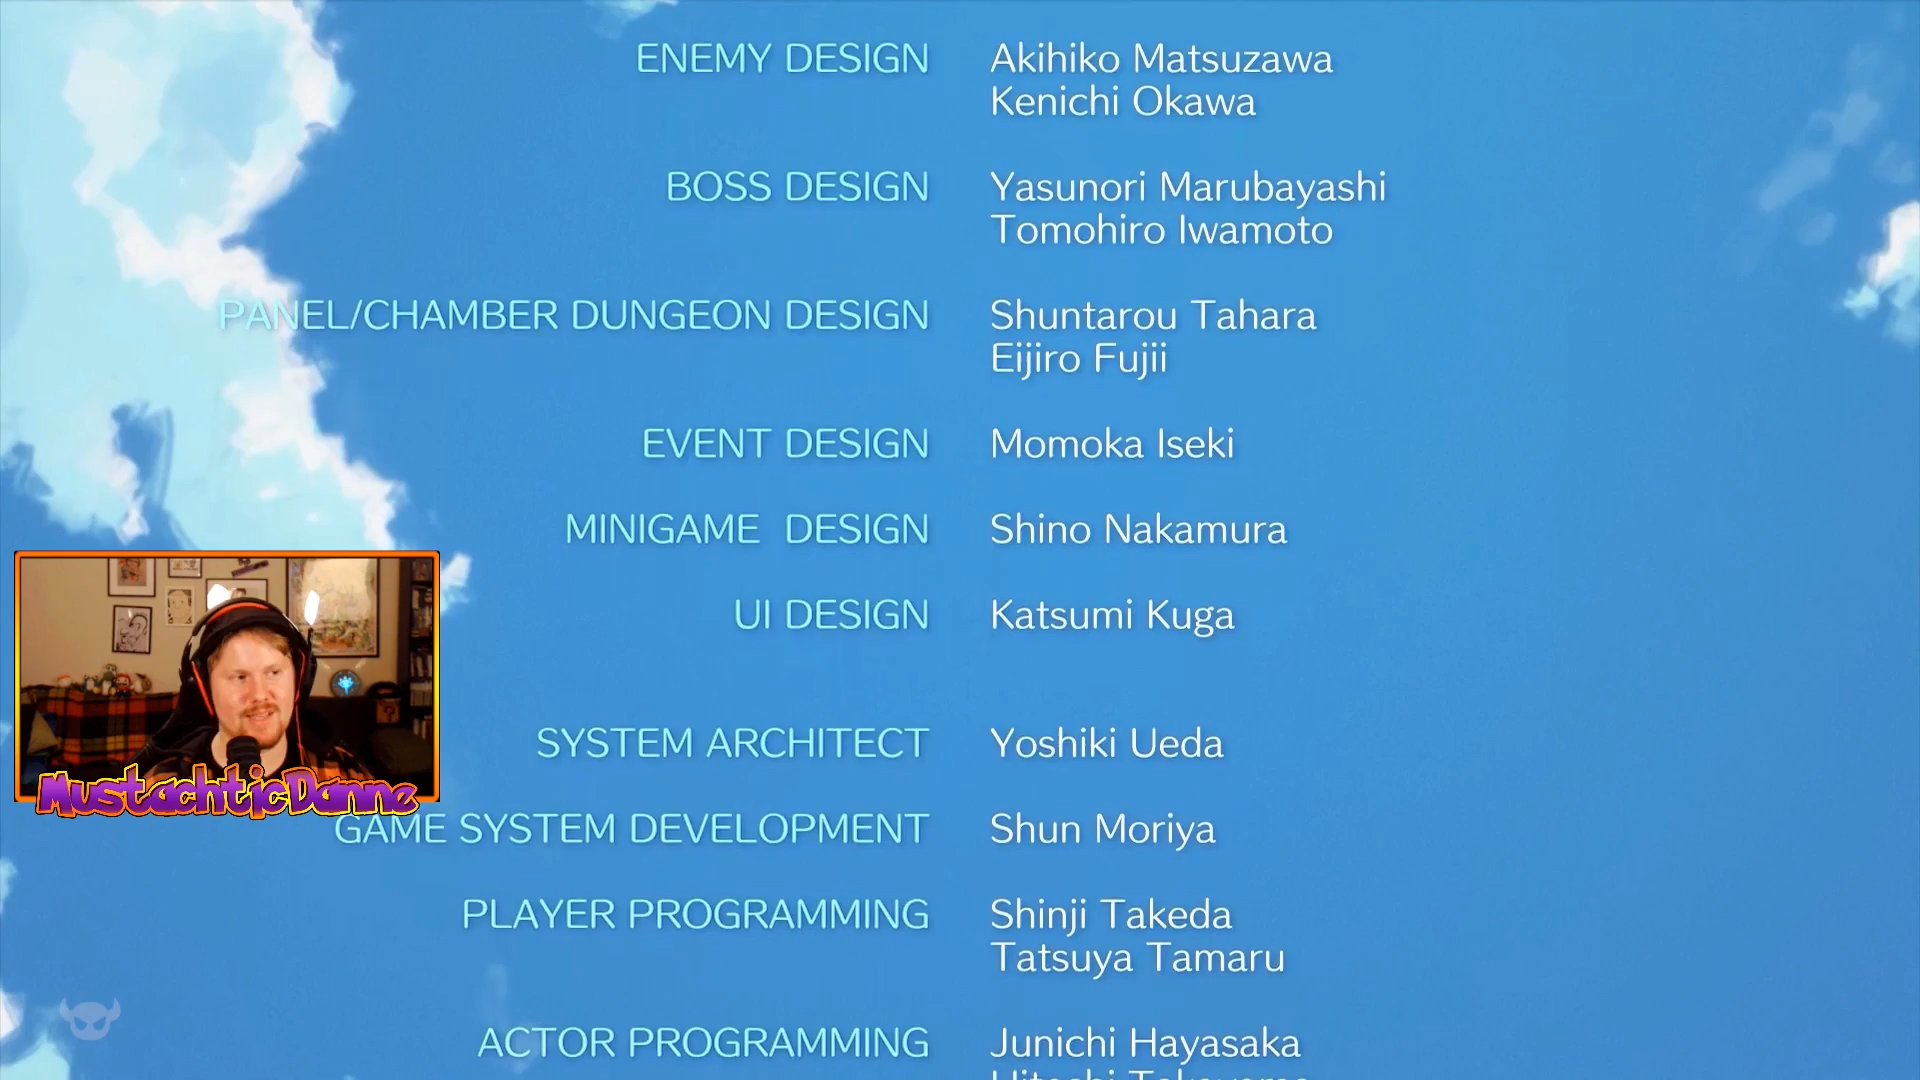 ENEMY DESIGN Akihiko Matsuzawa
Kenichi Okawa
BOSS DESIGN Yasunori Marubayashi
Tomohiro Iwamoto
PANEL/CHAMBER DUNGEON DESIGN Shuntarou Tahara
Eijiro Fujii
EVENT DESIGN Momoka Iseki
MINIGAME DESIGN Shino Nakamura
UI DESIGN Katsumi Kuga
SYSTEM ARCHITECT Yoshiki Ueda
MustachticDanne
GAME SYSTEM DEVELOPMENT Shun Moriya
PLAYER PROGRAMMING Shinji Takeda
Tatsuya Tamaru
ACTOR PROGRAMMING Junichi Hayasaka